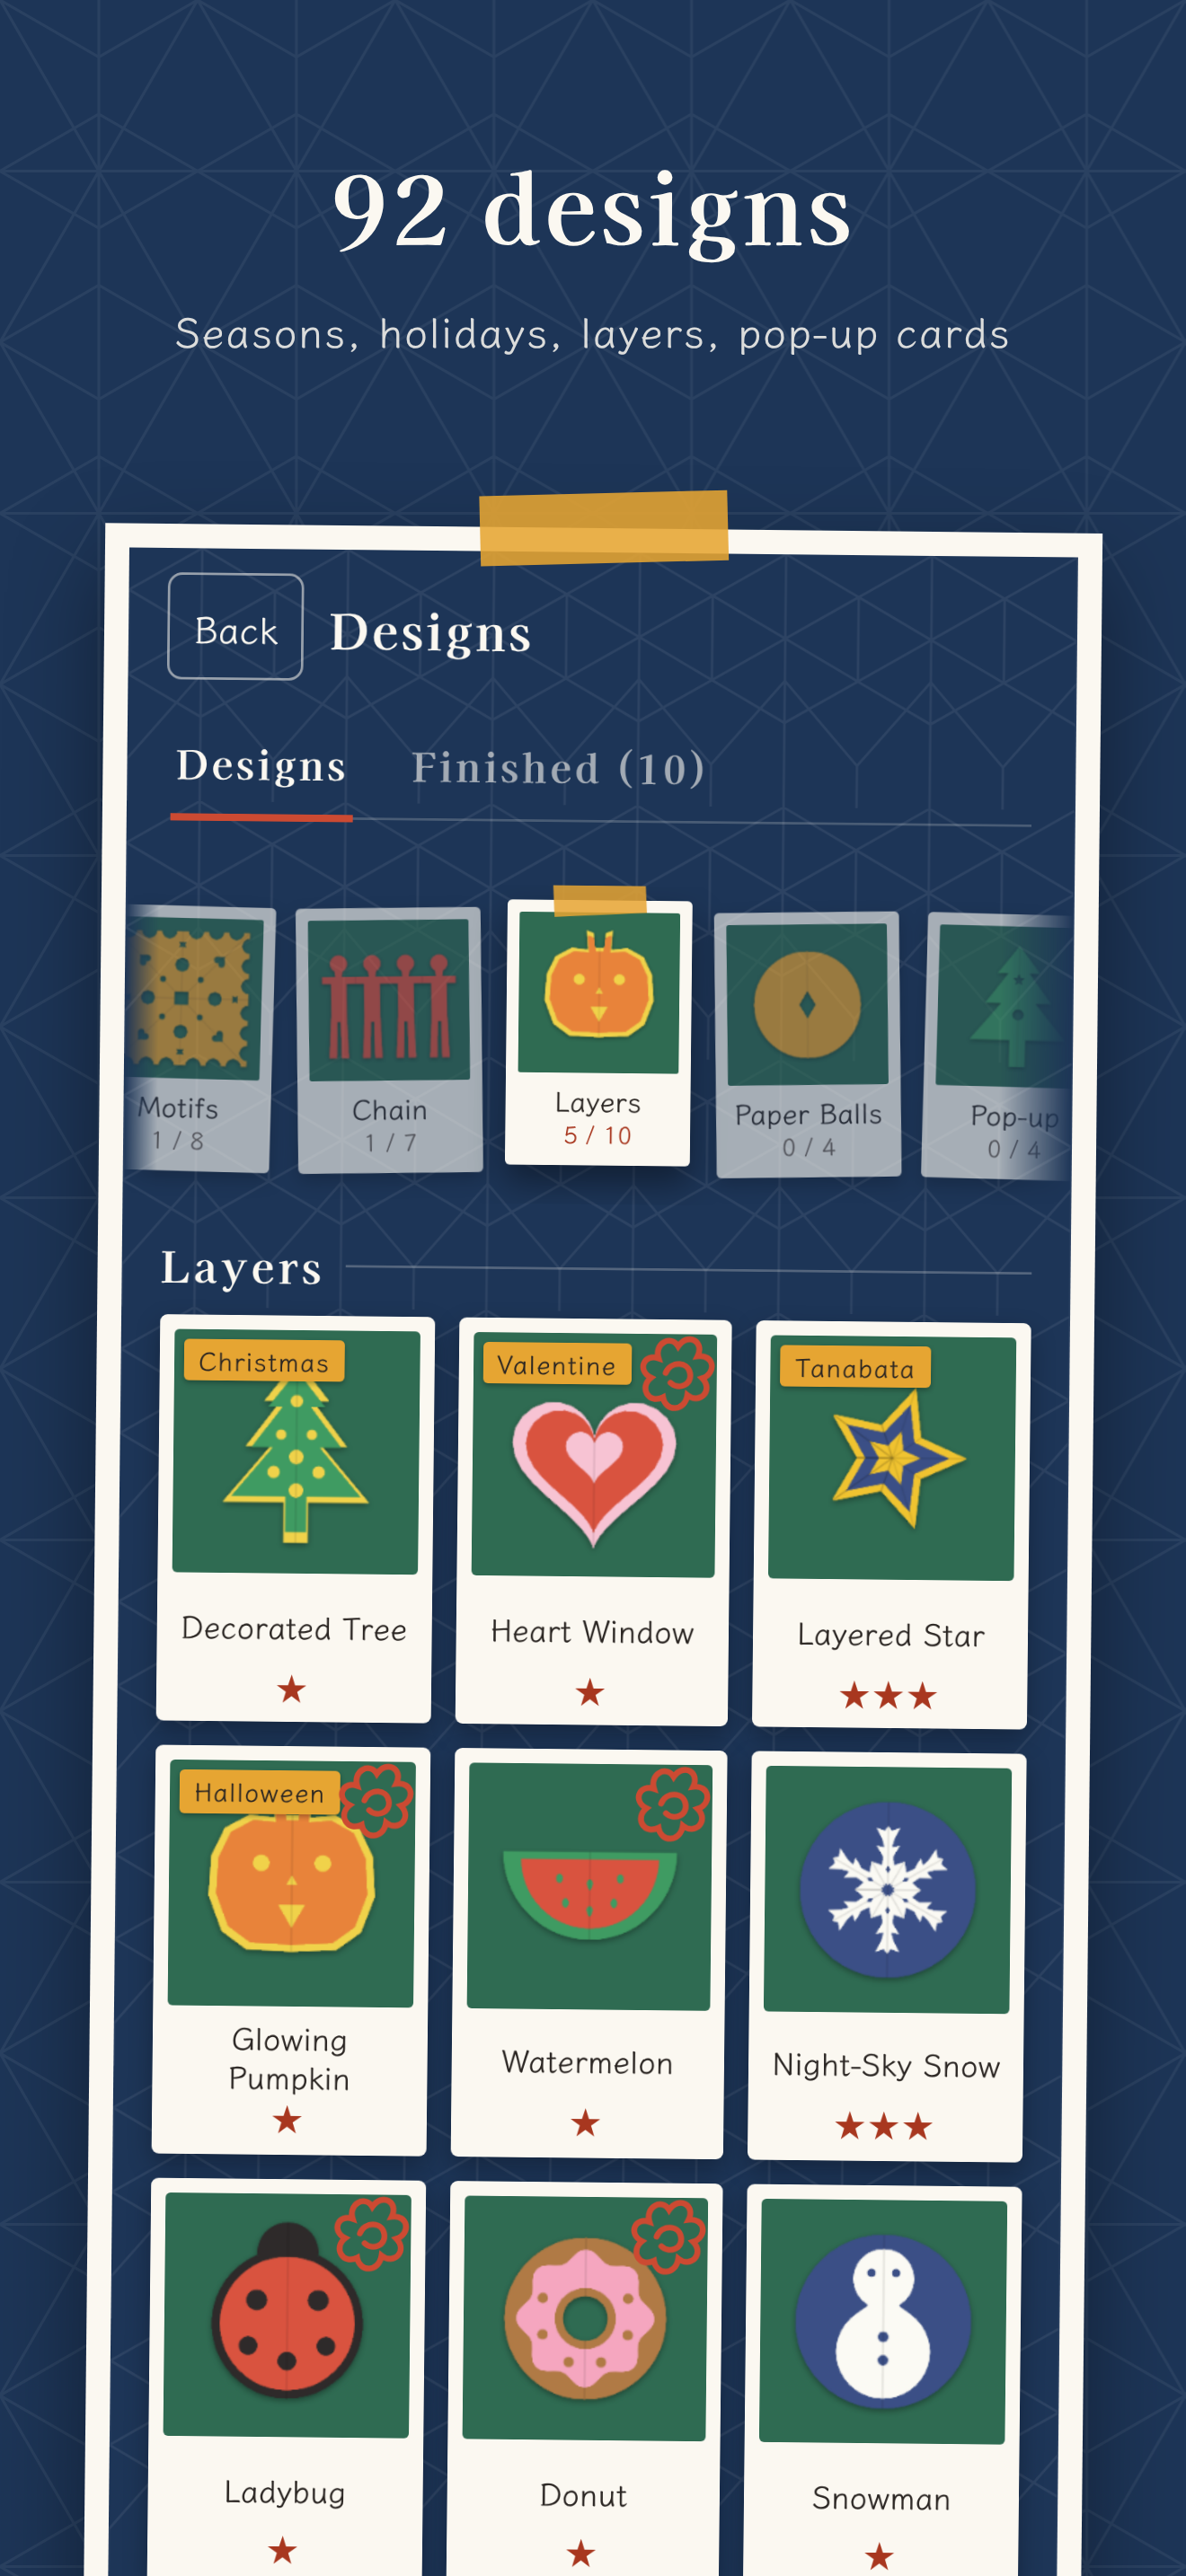 92 designs
Seasons, holidays, layers, pop-up cards
Back
Designs
Designs
Finished (10)
Motifs
1 / 8
Chain
1 / 7
Layers
5 / 10
Paper Balls
0 / 4
Pop-up
0 / 4
Layers
Christmas
Decorated Tree
★
Valentine
Heart Window
★
Tanabata
Layered Star
★★★
Halloween
Glowing
Pumpkin
★
Watermelon
★
Night-Sky Snow
★★★
Ladybug
★
Donut
★
Snowman
★